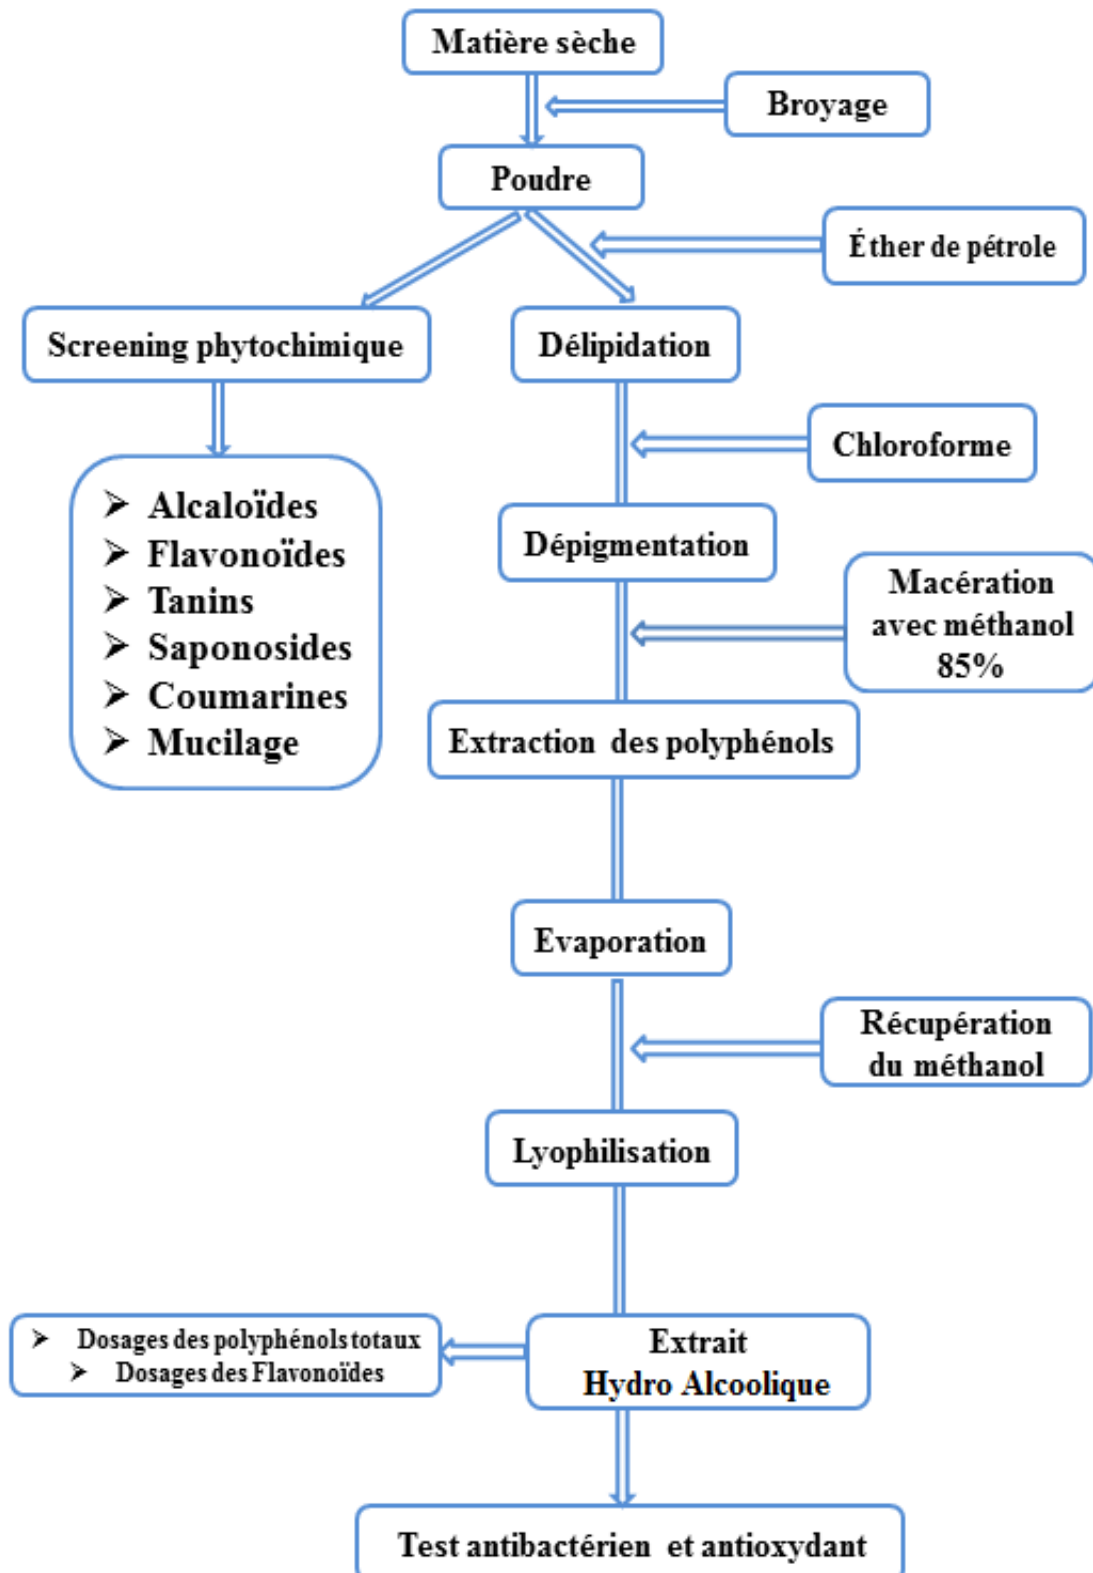 Matière sèche
Broyage
Poudre
Éther de pétrole
Screening phytochimique
Délipidation
Chloroforme
➢ Alcaloïdes
➢ Flavonoïdes
➢ Tanins
➢ Saponosides
➢ Coumarines
➢ Mucilage
Dépigmentation
Macération
avec méthanol
85%
Extraction des polyphénols
Evaporation
Récupération
du méthanol
Lyophilisation
➢ Dosages des polyphénols totaux
➢ Dosages des Flavonoïdes
Extrait
Hydro Alcoolique
Test antibactérien et antioxydant